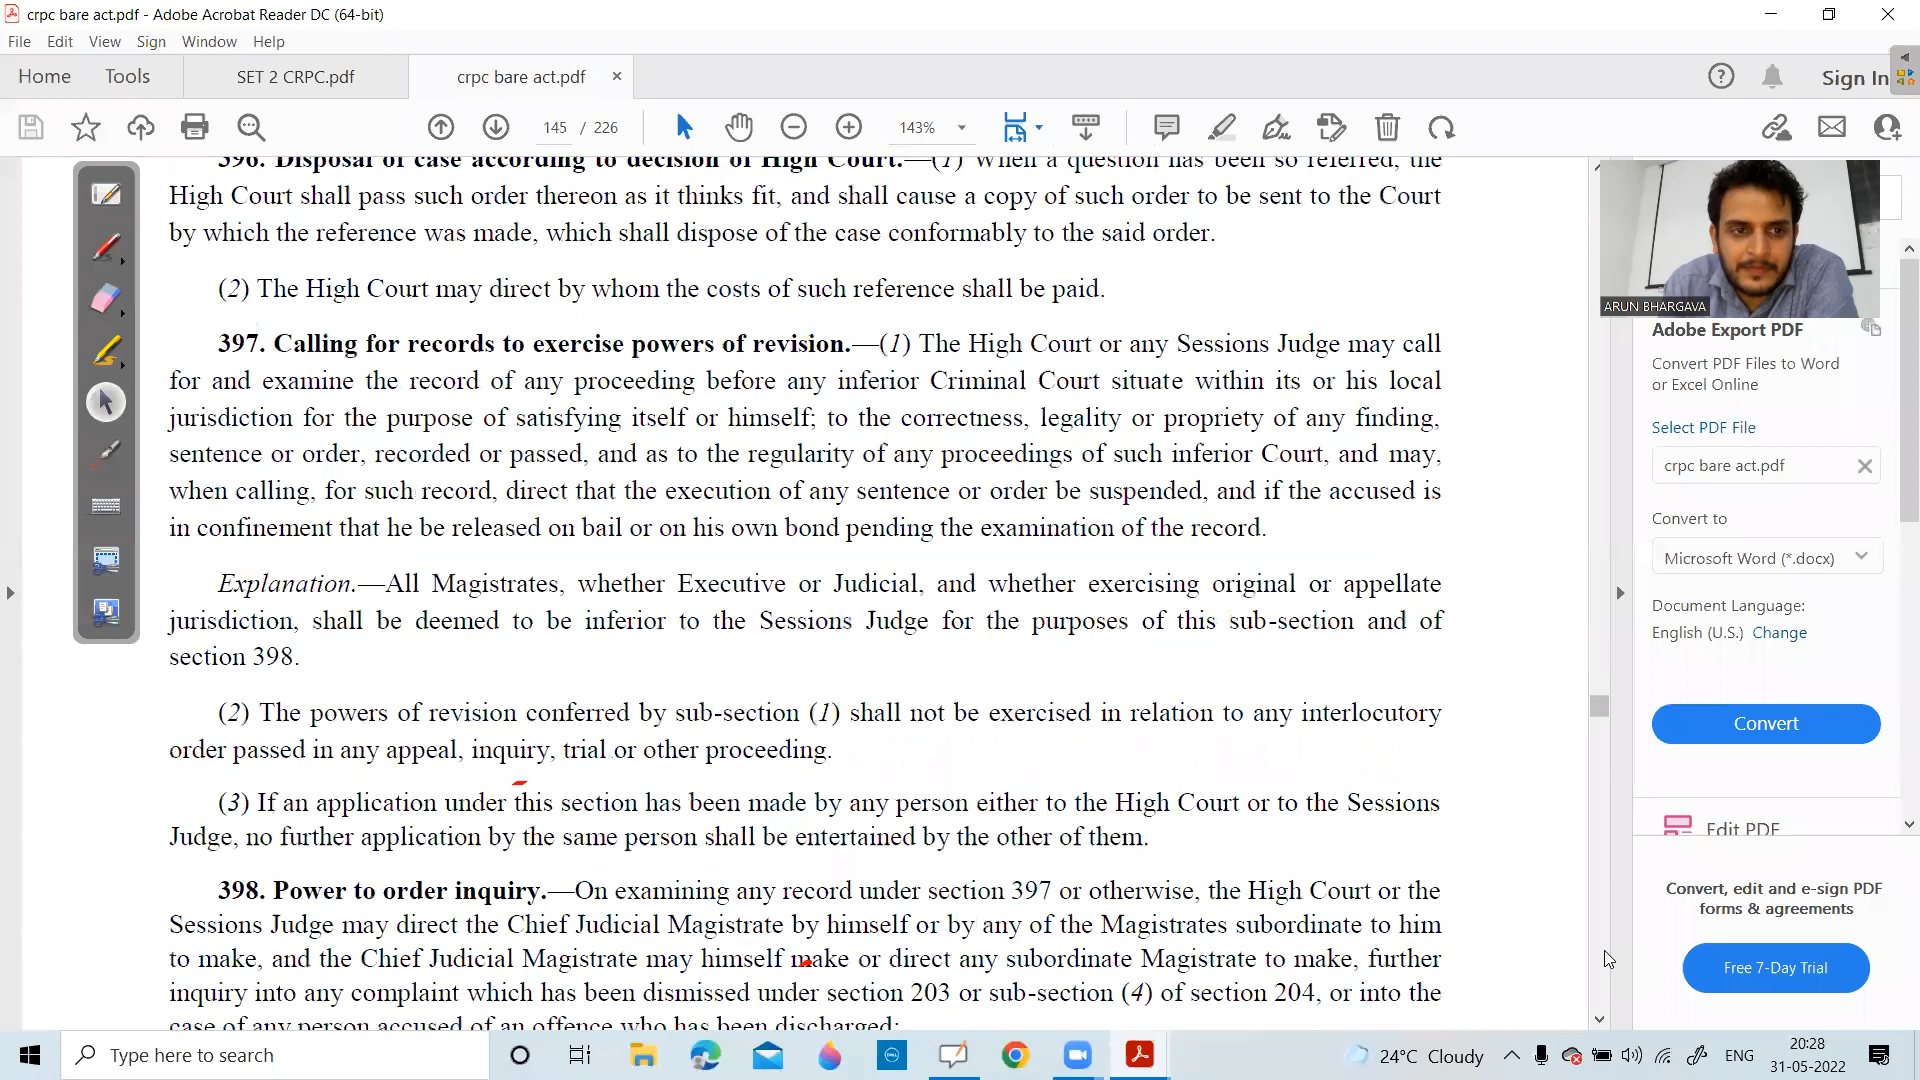 crpc bare act.pdf - Adobe Acrobat Reader DC (64-bit)
File Edit View Sign Window Help
Home Tools SET 2 CRPC.pdf crpc bare act.pdf × Sign In
145 / 226 143%
396. Disposal of case according to decision of High Court.—(1) When a question has been so referred, the
High Court shall pass such order thereon as it thinks fit, and shall cause a copy of such order to be sent to the Court
by which the reference was made, which shall dispose of the case conformably to the said order.
(2) The High Court may direct by whom the costs of such reference shall be paid.
397. Calling for records to exercise powers of revision.—(1) The High Court or any Sessions Judge may call
for and examine the record of any proceeding before any inferior Criminal Court situate within its or his local
jurisdiction for the purpose of satisfying itself or himself; to the correctness, legality or propriety of any finding,
sentence or order, recorded or passed, and as to the regularity of any proceedings of such inferior Court, and may,
when calling, for such record, direct that the execution of any sentence or order be suspended, and if the accused is
in confinement that he be released on bail or on his own bond pending the examination of the record.
Explanation.—All Magistrates, whether Executive or Judicial, and whether exercising original or appellate
jurisdiction, shall be deemed to be inferior to the Sessions Judge for the purposes of this sub-section and of
section 398.
(2) The powers of revision conferred by sub-section (1) shall not be exercised in relation to any interlocutory
order passed in any appeal, inquiry, trial or other proceeding.
(3) If an application under this section has been made by any person either to the High Court or to the Sessions
Judge, no further application by the same person shall be entertained by the other of them.
398. Power to order inquiry.—On examining any record under section 397 or otherwise, the High Court or the
Sessions Judge may direct the Chief Judicial Magistrate by himself or by any of the Magistrates subordinate to him
to make, and the Chief Judicial Magistrate may himself make or direct any subordinate Magistrate to make, further
inquiry into any complaint which has been dismissed under section 203 or sub-section (4) of section 204, or into the
case of any person accused of an offence who has been discharged:
ARUN BHARGAVA
Adobe Export PDF
Convert PDF Files to Word
or Excel Online
Select PDF File
crpc bare act.pdf
Convert to
Microsoft Word (*.docx)
Document Language:
English (U.S.) Change
Convert
Edit PDF
Convert, edit and e-sign PDF
forms & agreements
Free 7-Day Trial
Type here to search
DELL
24°C Cloudy
ENG
20:28
31-05-2022